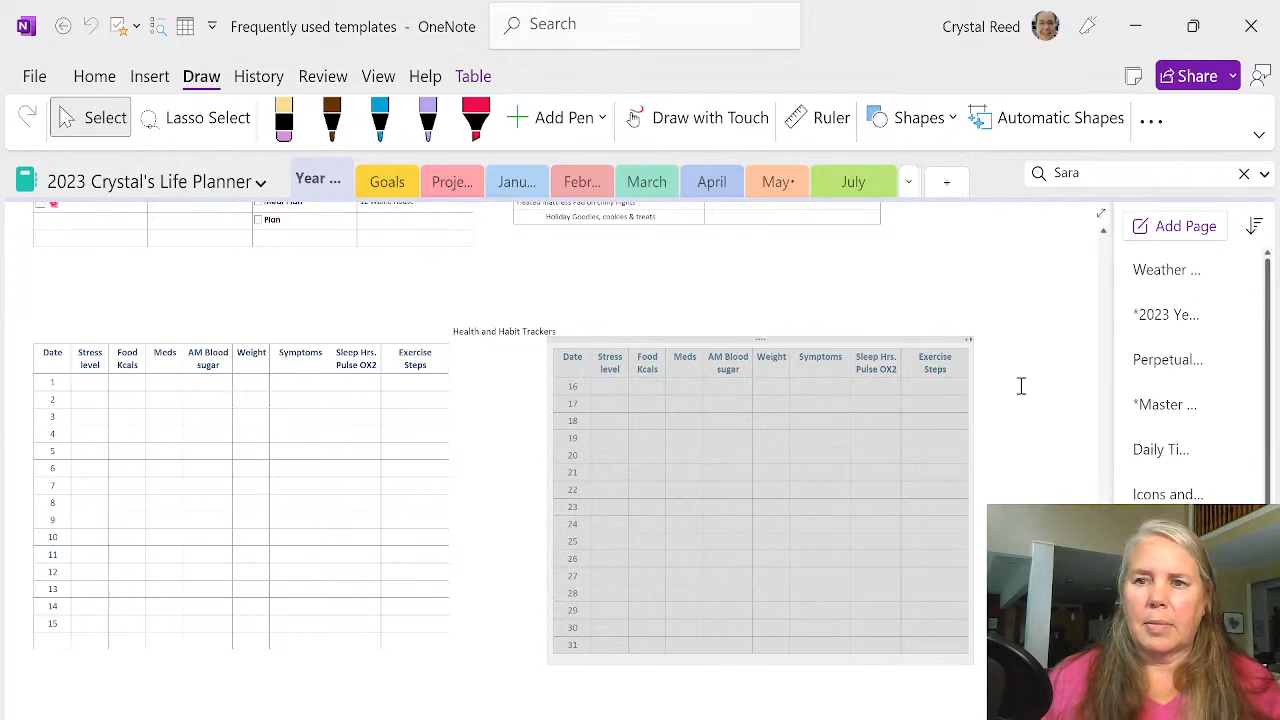 Frequently used templates - OneNote
Search
Crystal Reed
File Home Insert Draw History Review View Help Table
Share
Select Lasso Select Add Pen Draw with Touch Ruler Shapes Automatic Shapes ...
2023 Crystal's Life Planner
Year ... Goals Proje... Janu... Febr... March April May• July +
Sara
Add Page
Weather ...
*2023 Ye...
Perpetual...
*Master ...
Daily Ti...
Icons and...
Plan
Heated Mattress Pad on chilly nights
Holiday Goodies, cookies & treats
Health and Habit Trackers
Date Stress level Food Kcals Meds AM Blood sugar Weight Symptoms Sleep Hrs. Pulse OX2 Exercise Steps
1
2
3
4
5
6
7
8
9
10
11
12
13
14
15
Date Stress level Food Kcals Meds AM Blood sugar Weight Symptoms Sleep Hrs. Pulse OX2 Exercise Steps
16
17
18
19
20
21
22
23
24
25
26
27
28
29
30
31